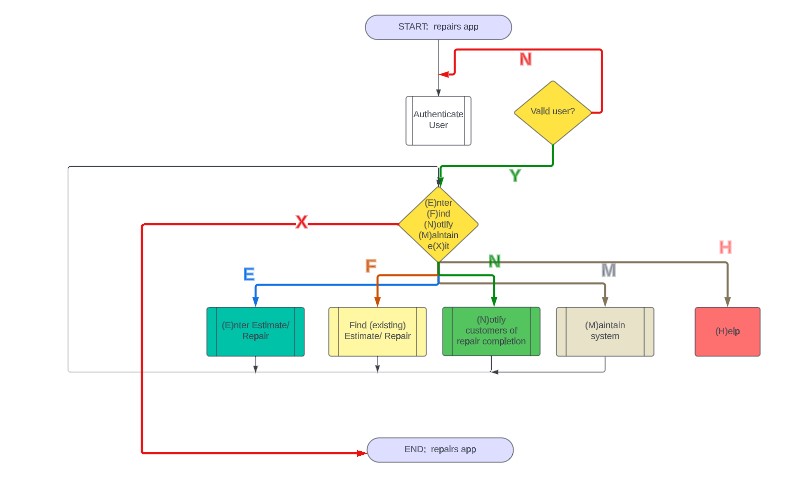 START:  repairs app
N
Valid user?
Authenticate
User
Y
(E)nter
(F)ind
(N)otify
(M)aintain
e(X)it
X
H
N
F
M
E
(E)nter Estimate/
Repair
Find (existing)
Estimate/ Repair
(N)otify
customers of
repair completion
(M)aintain
system
(H)elp
END;  repairs app